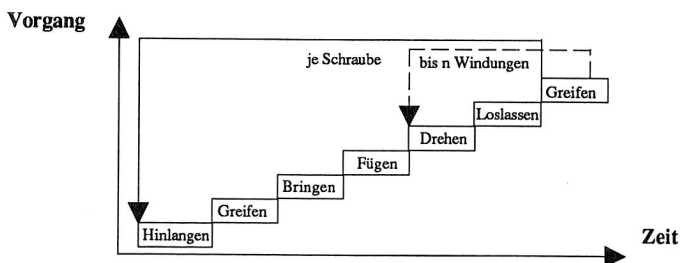 Vorgang
je Schraube
bis n Windungen
Greifen
Loslassen
Drehen
Fügen
Bringen
Greifen
Hinlangen
Zeit